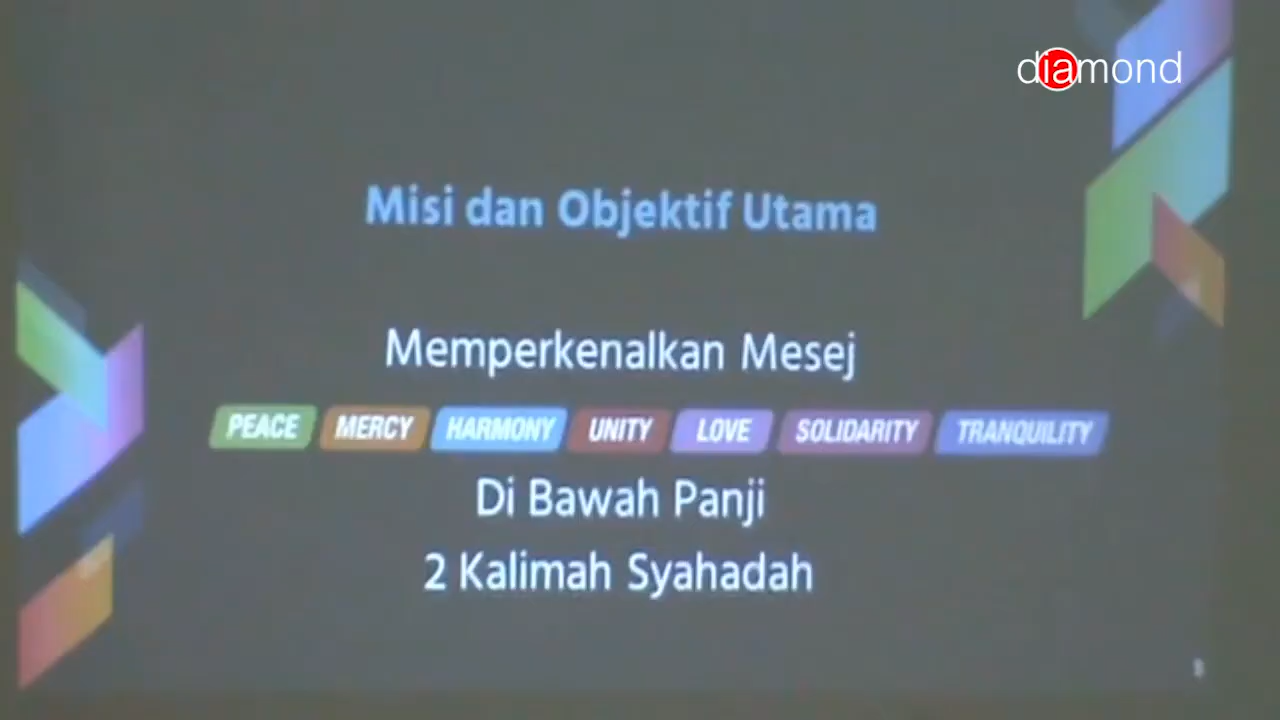 diamond
Misi dan Objektif Utama
Memperkenalkan Mesej
PEACE MERCY HARMONY UNITY LOVE SOLIDARITY TRANQUILITY
Di Bawah Panji
2 Kalimah Syahadah